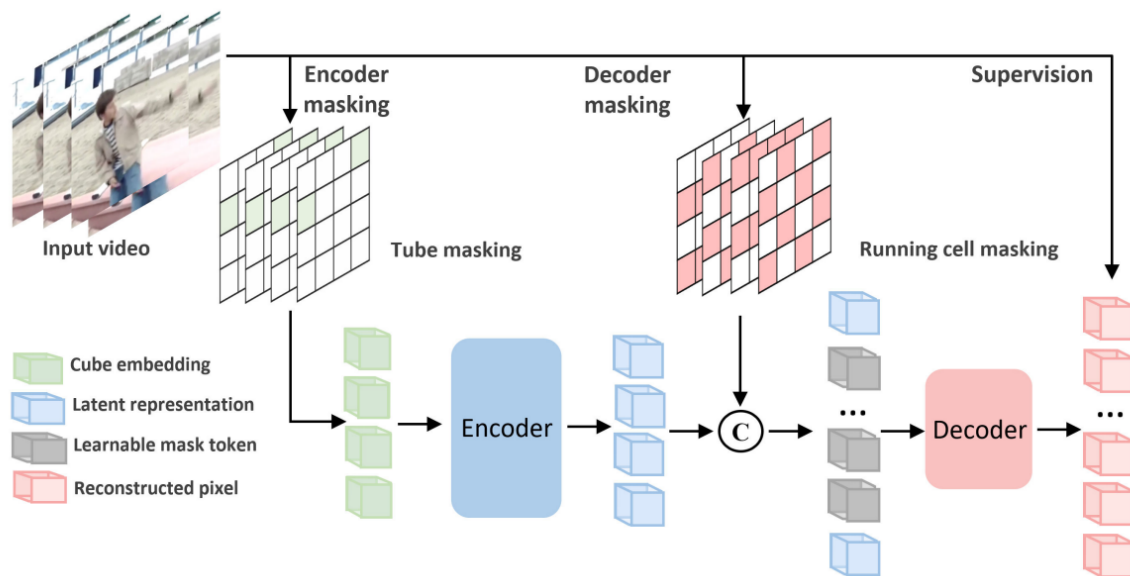 Encoder
masking
Decoder
masking
Supervision
Input video
Tube masking
Running cell masking
Cube embedding
Latent representation
Learnable mask token
Reconstructed pixel
Encoder
C
...
Decoder
...